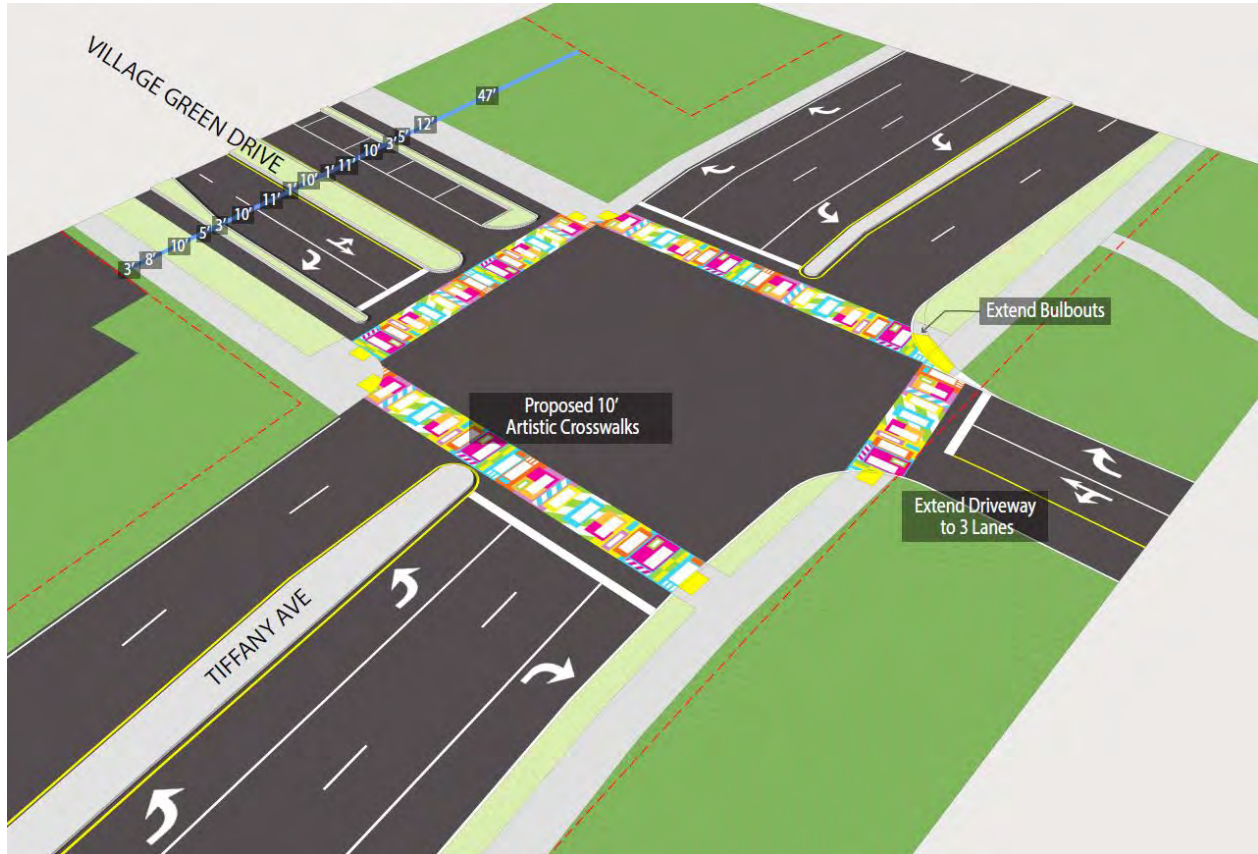 VILLAGE GREEN DRIVE
47'
12'
5'
3'
10'
11'
1'
10'
1'
11'
10'
3'
5'
10'
8'
3'
Extend Bulbouts
Proposed 10'
Artistic Crosswalks
Extend Driveway
to 3 Lanes
TIFFANY AVE